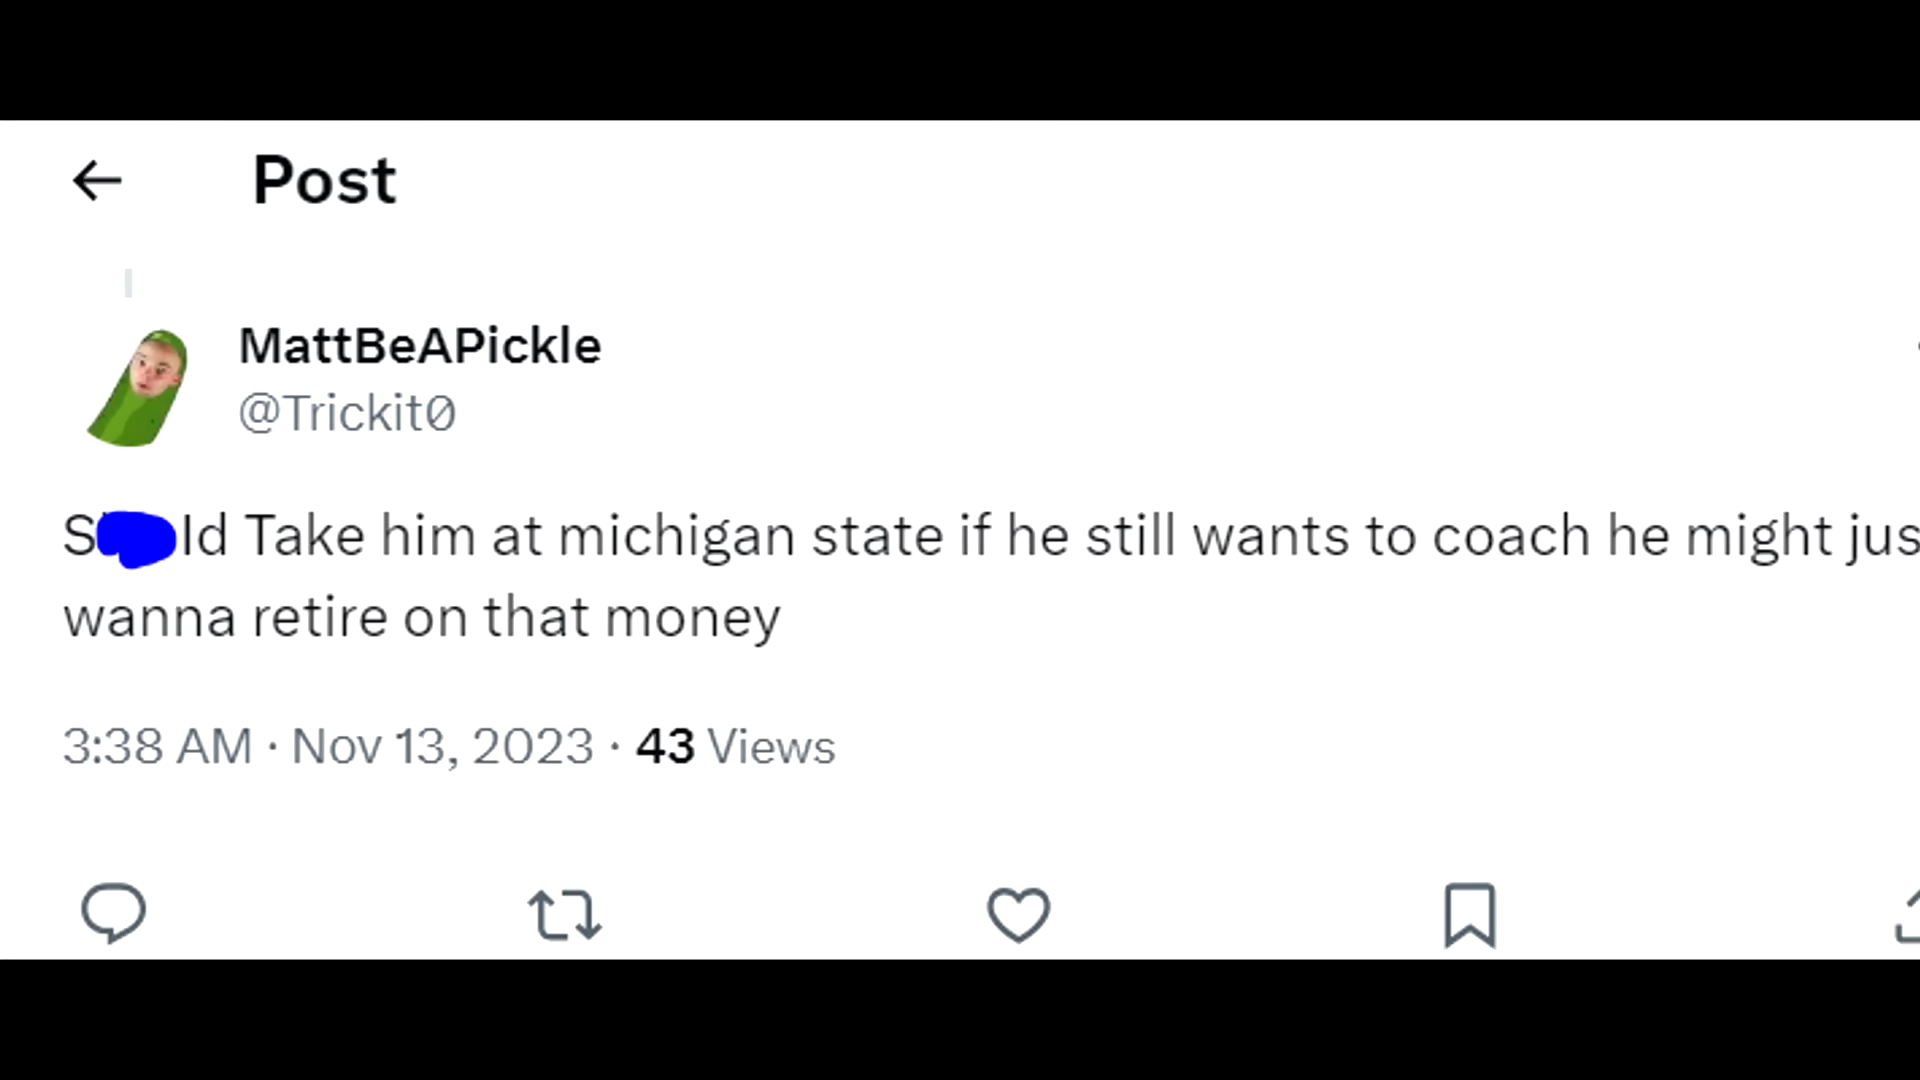 Post
MattBeAPickle
@Trickit0
Id Take him at michigan state if he still wants to coach he might jus
wanna retire on that money
3:38 AM · Nov 13, 2023 · 43 Views